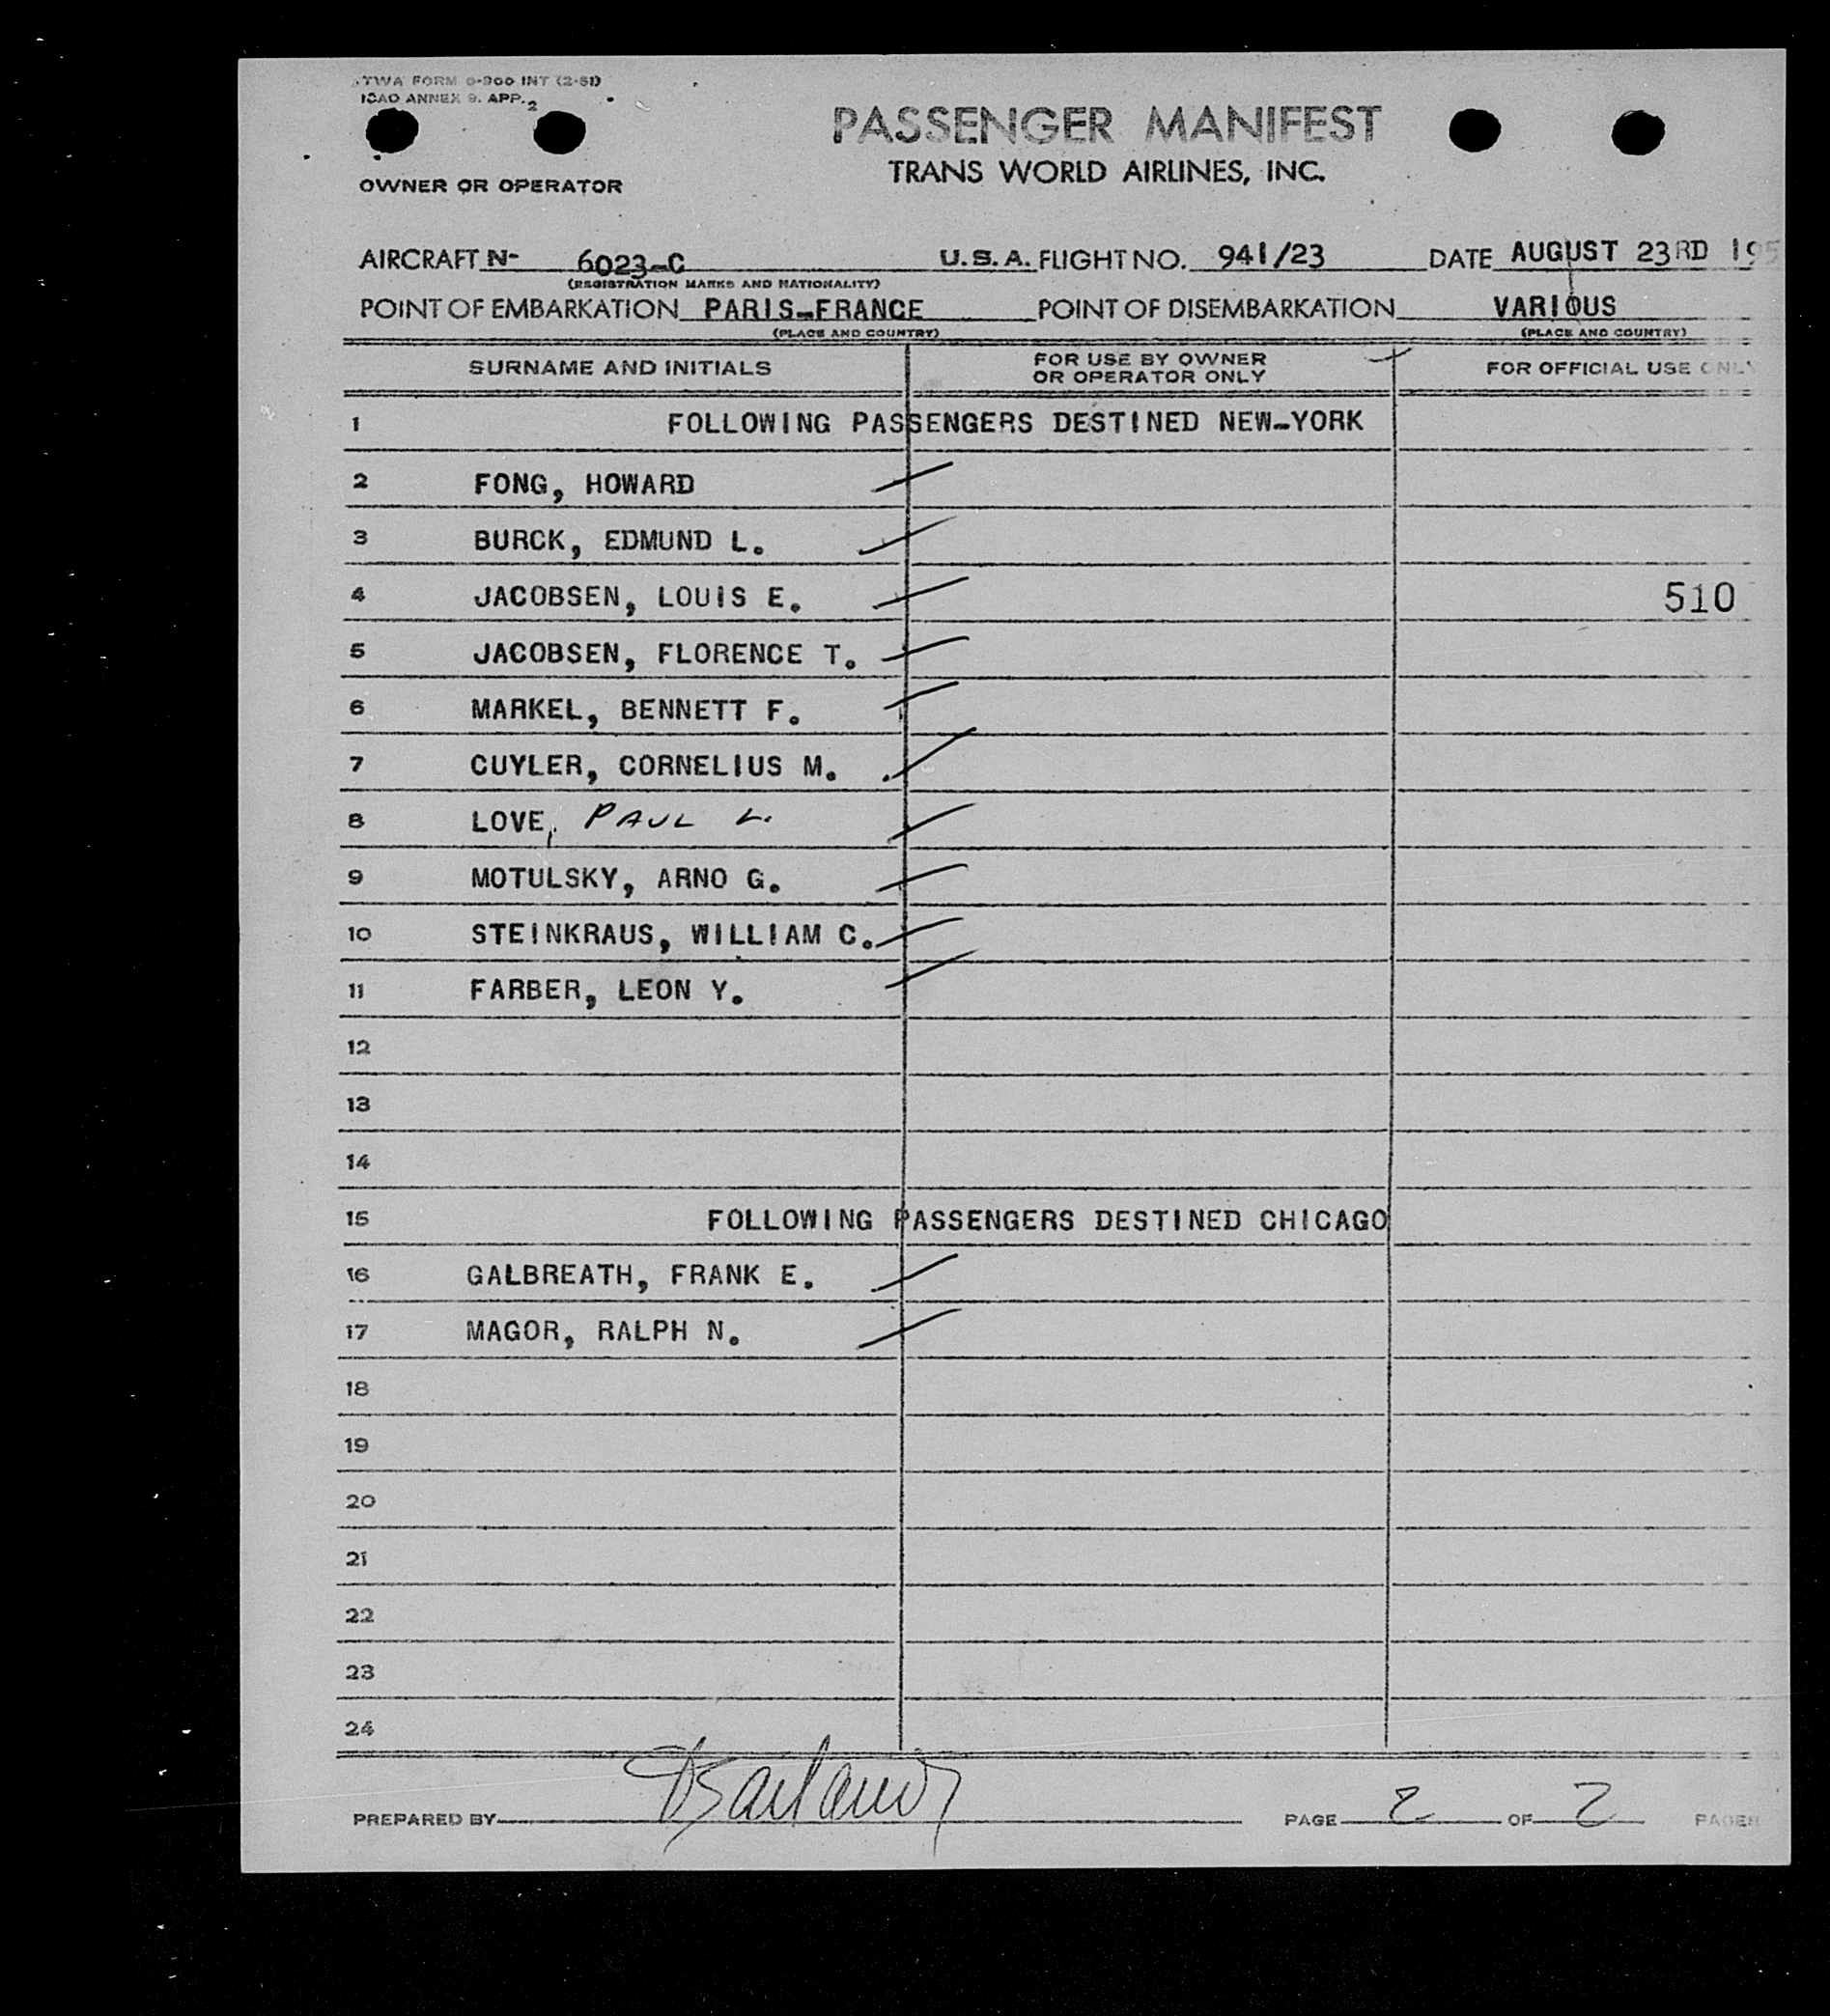 TWA FORM 0-900 INT (2-51)
ICAO ANNEX 9. APP. 2
PASSENGER MANIFEST
TRANS WORLD AIRLINES, INC.
OWNER OR OPERATOR
AIRCRAFT N- 6023-C U.S.A. FLIGHT NO. 941/23 DATE AUGUST 23RD 195
(REGISTRATION MARKS AND NATIONALITY)
POINT OF EMBARKATION PARIS-FRANCE POINT OF DISEMBARKATION VARIOUS
(PLACE AND COUNTRY) (PLACE AND COUNTRY)
SURNAME AND INITIALS FOR USE BY OWNER OR OPERATOR ONLY FOR OFFICIAL USE ONLY
1 FOLLOWING PASSENGERS DESTINED NEW-YORK
2 FONG, HOWARD
3 BURCK, EDMUND L.
4 JACOBSEN, LOUIS E. 510
5 JACOBSEN, FLORENCE T.
6 MARKEL, BENNETT F.
7 CUYLER, CORNELIUS M.
8 LOVE, PAUL L.
9 MOTULSKY, ARNO G.
10 STEINKRAUS, WILLIAM C.
11 FARBER, LEON Y.
12
13
14
15 FOLLOWING PASSENGERS DESTINED CHICAGO
16 GALBREATH, FRANK E.
17 MAGOR, RALPH N.
18
19
20
21
22
23
24
PREPARED BY PAGE 2 OF 2 PAGES